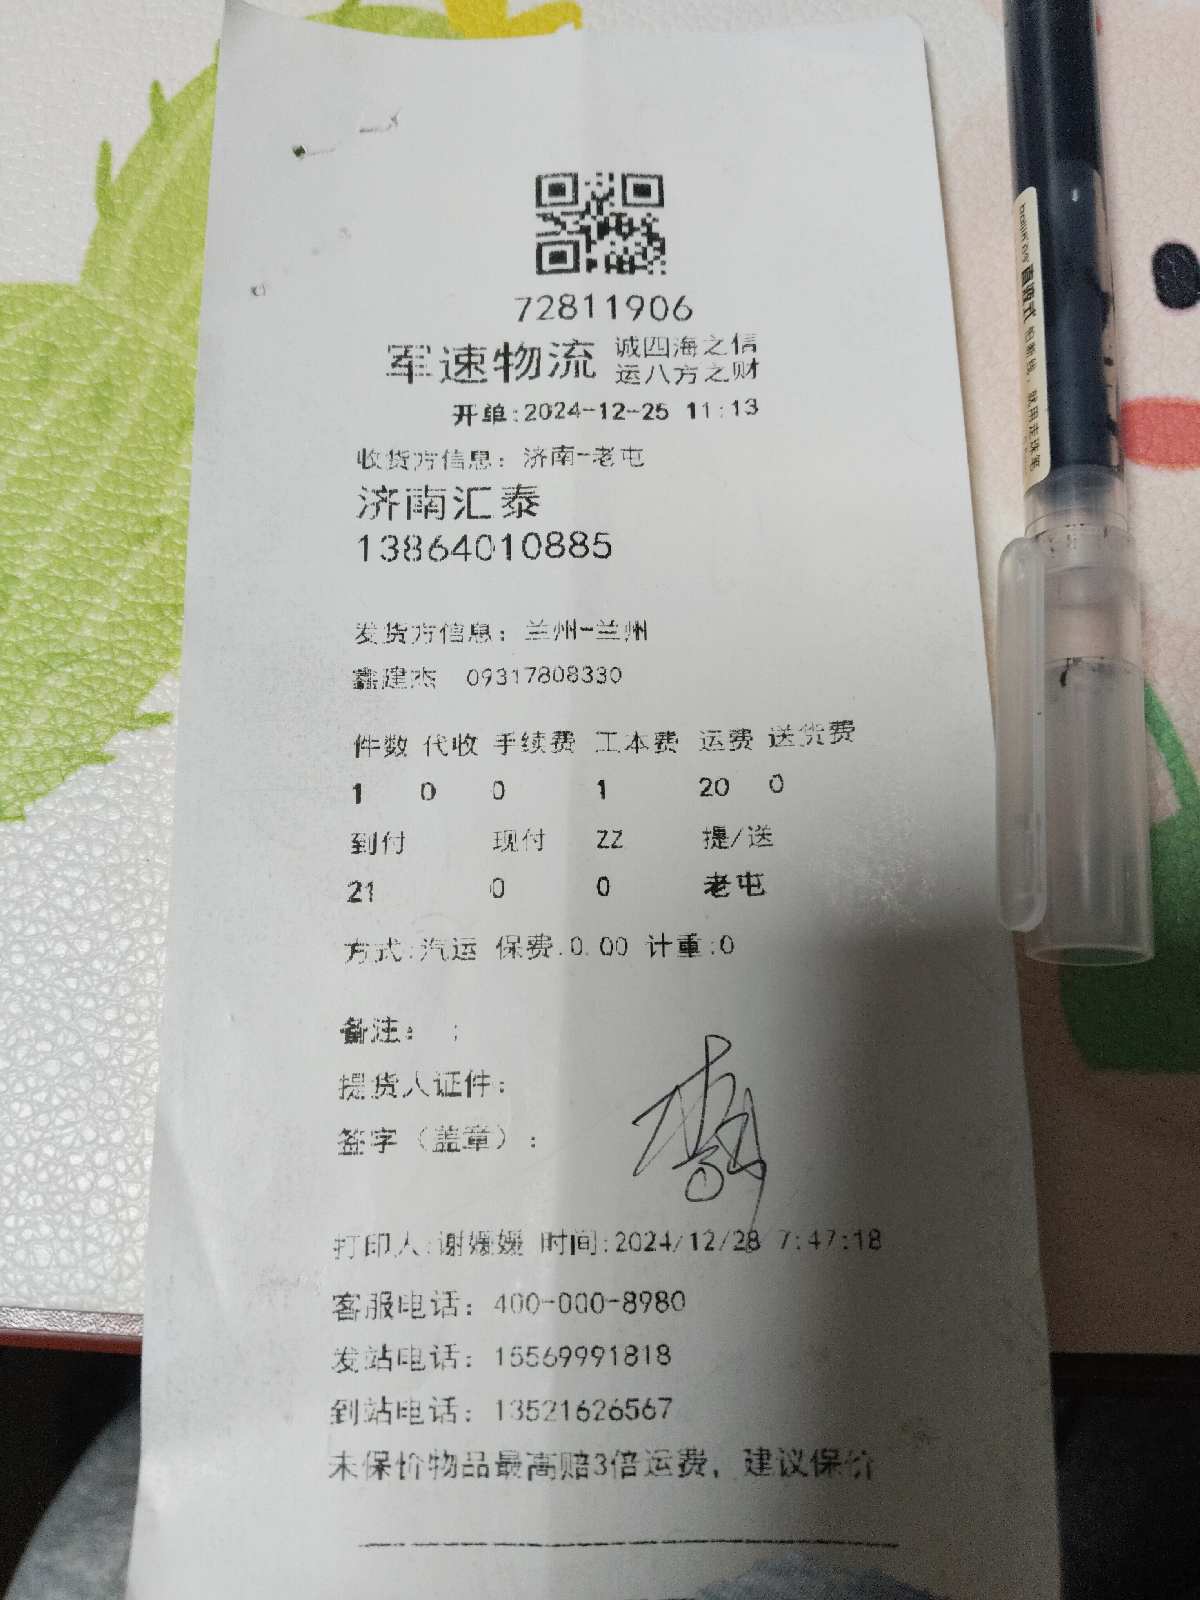 72811906
军速物流 诚四海之信
运八方之财
开单:2024-12-25 11:13
收货方信息: 济南-老屯
济南汇泰
13864010885
发货方信息: 兰州-兰州
鑫建杰 09317808330
件数 代收 手续费 工本费 运费 送货费
1 0 0 1 20 0
到付 现付 ZZ 提/送
21 0 0 老屯
方式:汽运 保费:0.00 计重:0
备注: ;
提货人证件:
签字（盖章）:
打印人:谢媛媛 时间:2024/12/28 7:47:18
客服电话: 400-000-8980
发站电话: 15569991818
到站电话: 13521626567
未保价物品最高赔3倍运费, 建议保价
直液式